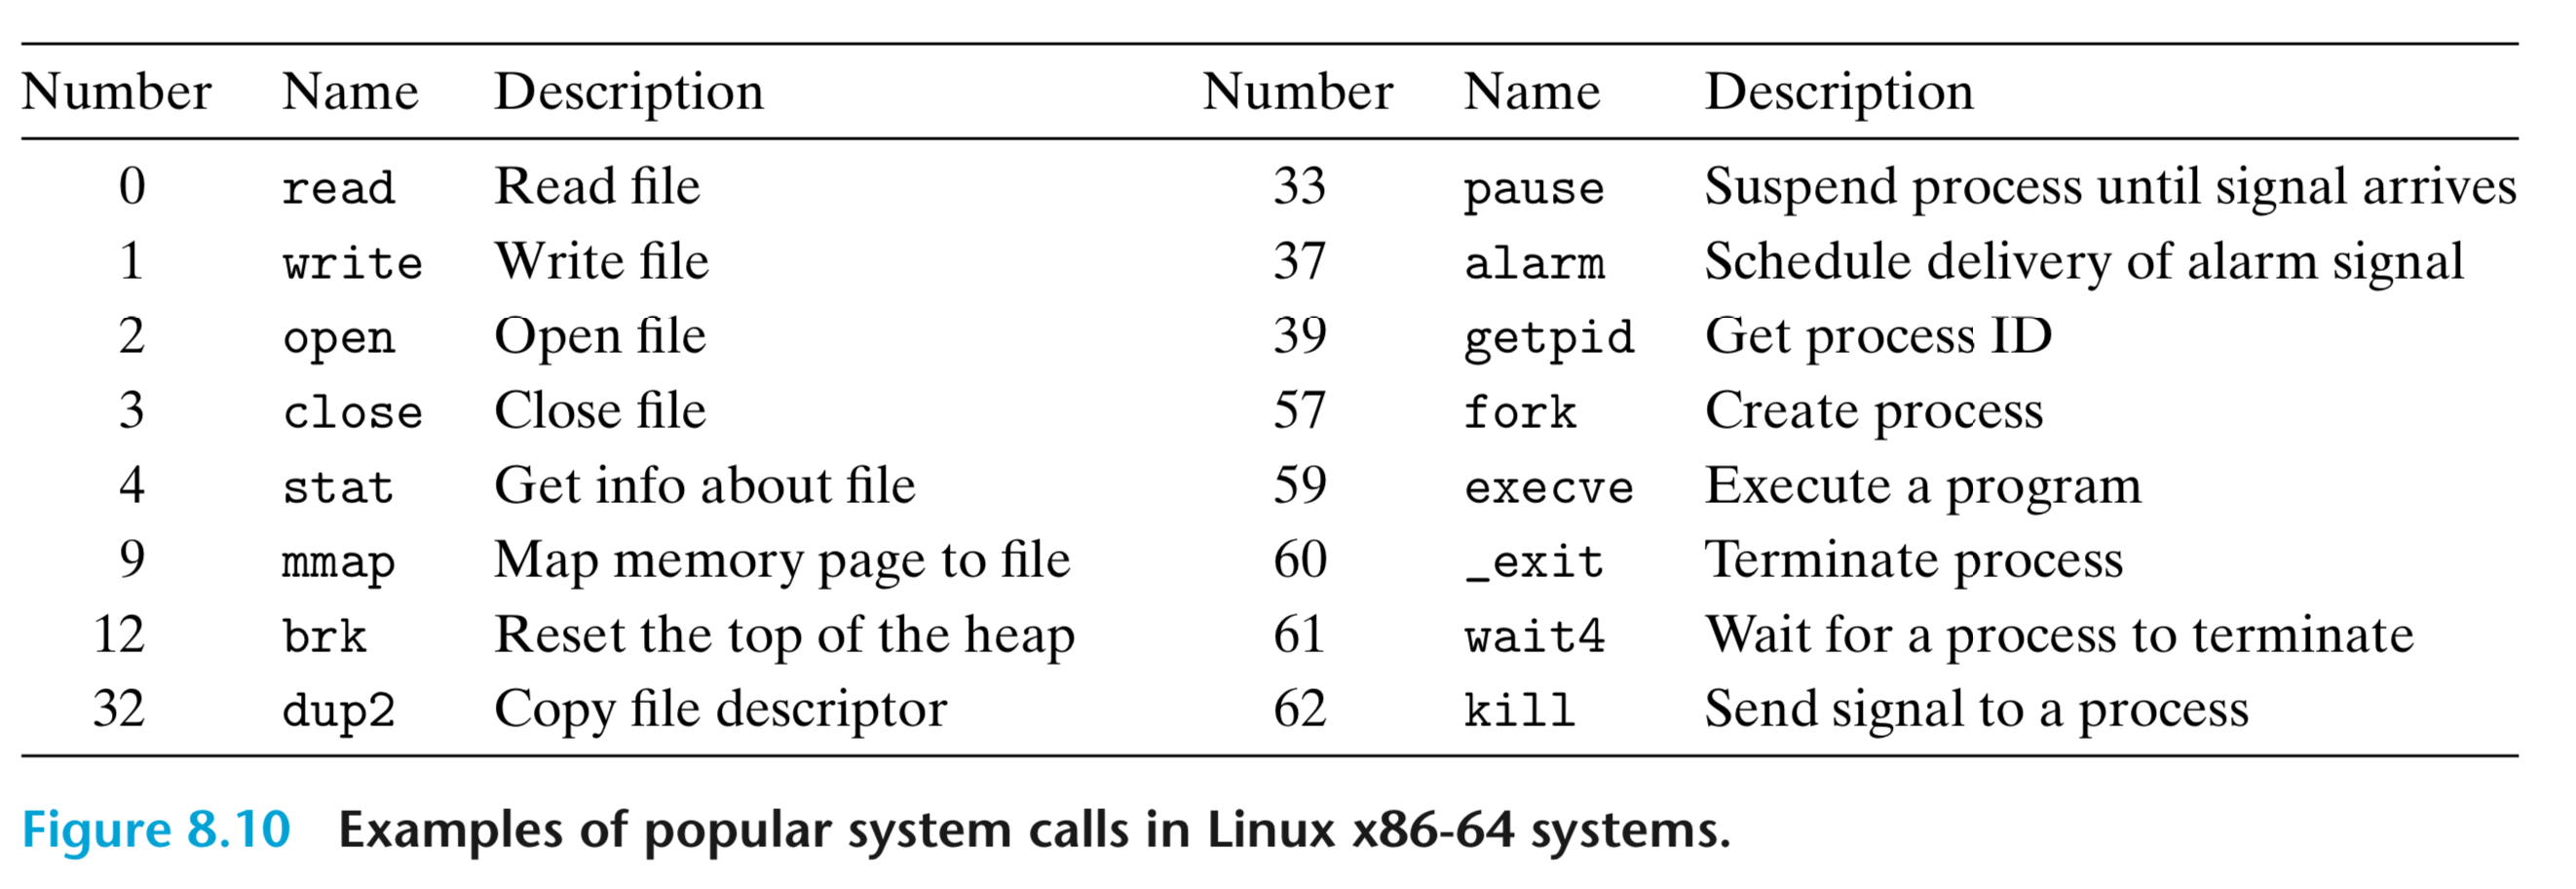 Number Name Description Number Name Description
0 read Read file 33 pause Suspend process until signal arrives
1 write Write file 37 alarm Schedule delivery of alarm signal
2 open Open file 39 getpid Get process ID
3 close Close file 57 fork Create process
4 stat Get info about file 59 execve Execute a program
9 mmap Map memory page to file 60 _exit Terminate process
12 brk Reset the top of the heap 61 wait4 Wait for a process to terminate
32 dup2 Copy file descriptor 62 kill Send signal to a process
Figure 8.10 Examples of popular system calls in Linux x86-64 systems.